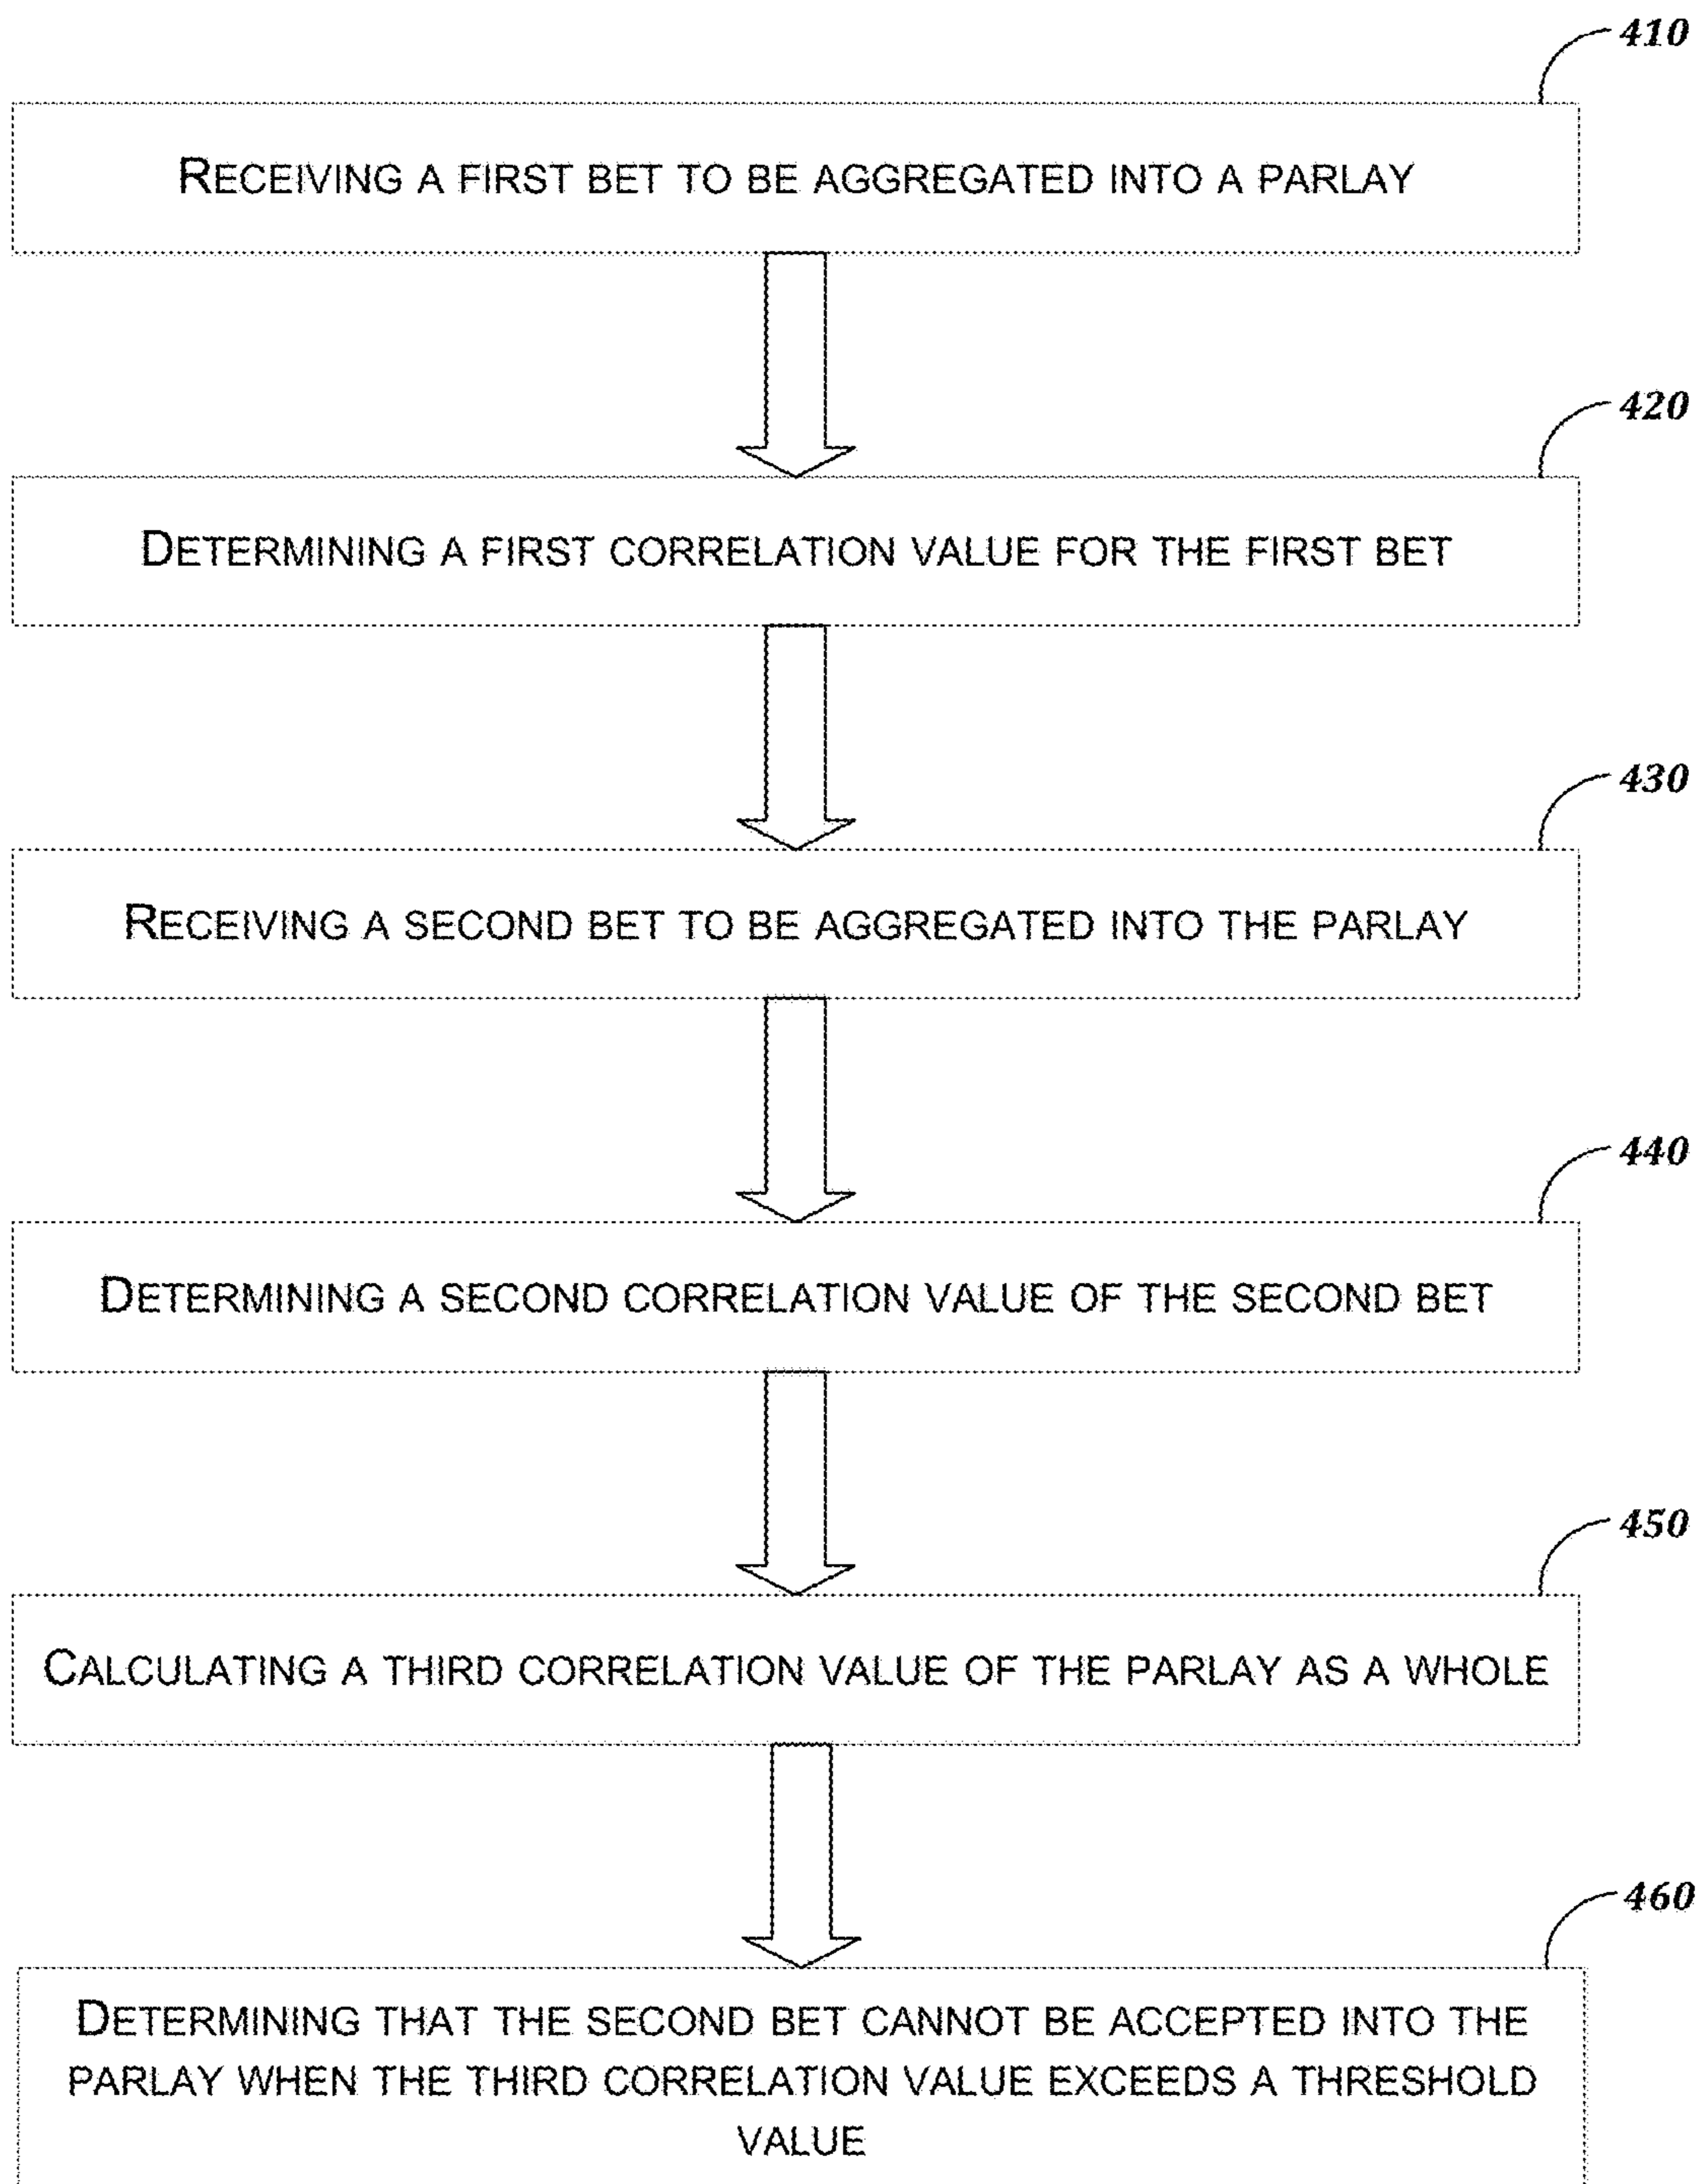 410
RECEIVING A FIRST BET TO BE AGGREGATED INTO A PARLAY
420
DETERMINING A FIRST CORRELATION VALUE FOR THE FIRST BET
430
RECEIVING A SECOND BET TO BE AGGREGATED INTO THE PARLAY
440
DETERMINING A SECOND CORRELATION VALUE OF THE SECOND BET
450
CALCULATING A THIRD CORRELATION VALUE OF THE PARLAY AS A WHOLE
460
DETERMINING THAT THE SECOND BET CANNOT BE ACCEPTED INTO THE
PARLAY WHEN THE THIRD CORRELATION VALUE EXCEEDS A THRESHOLD
VALUE